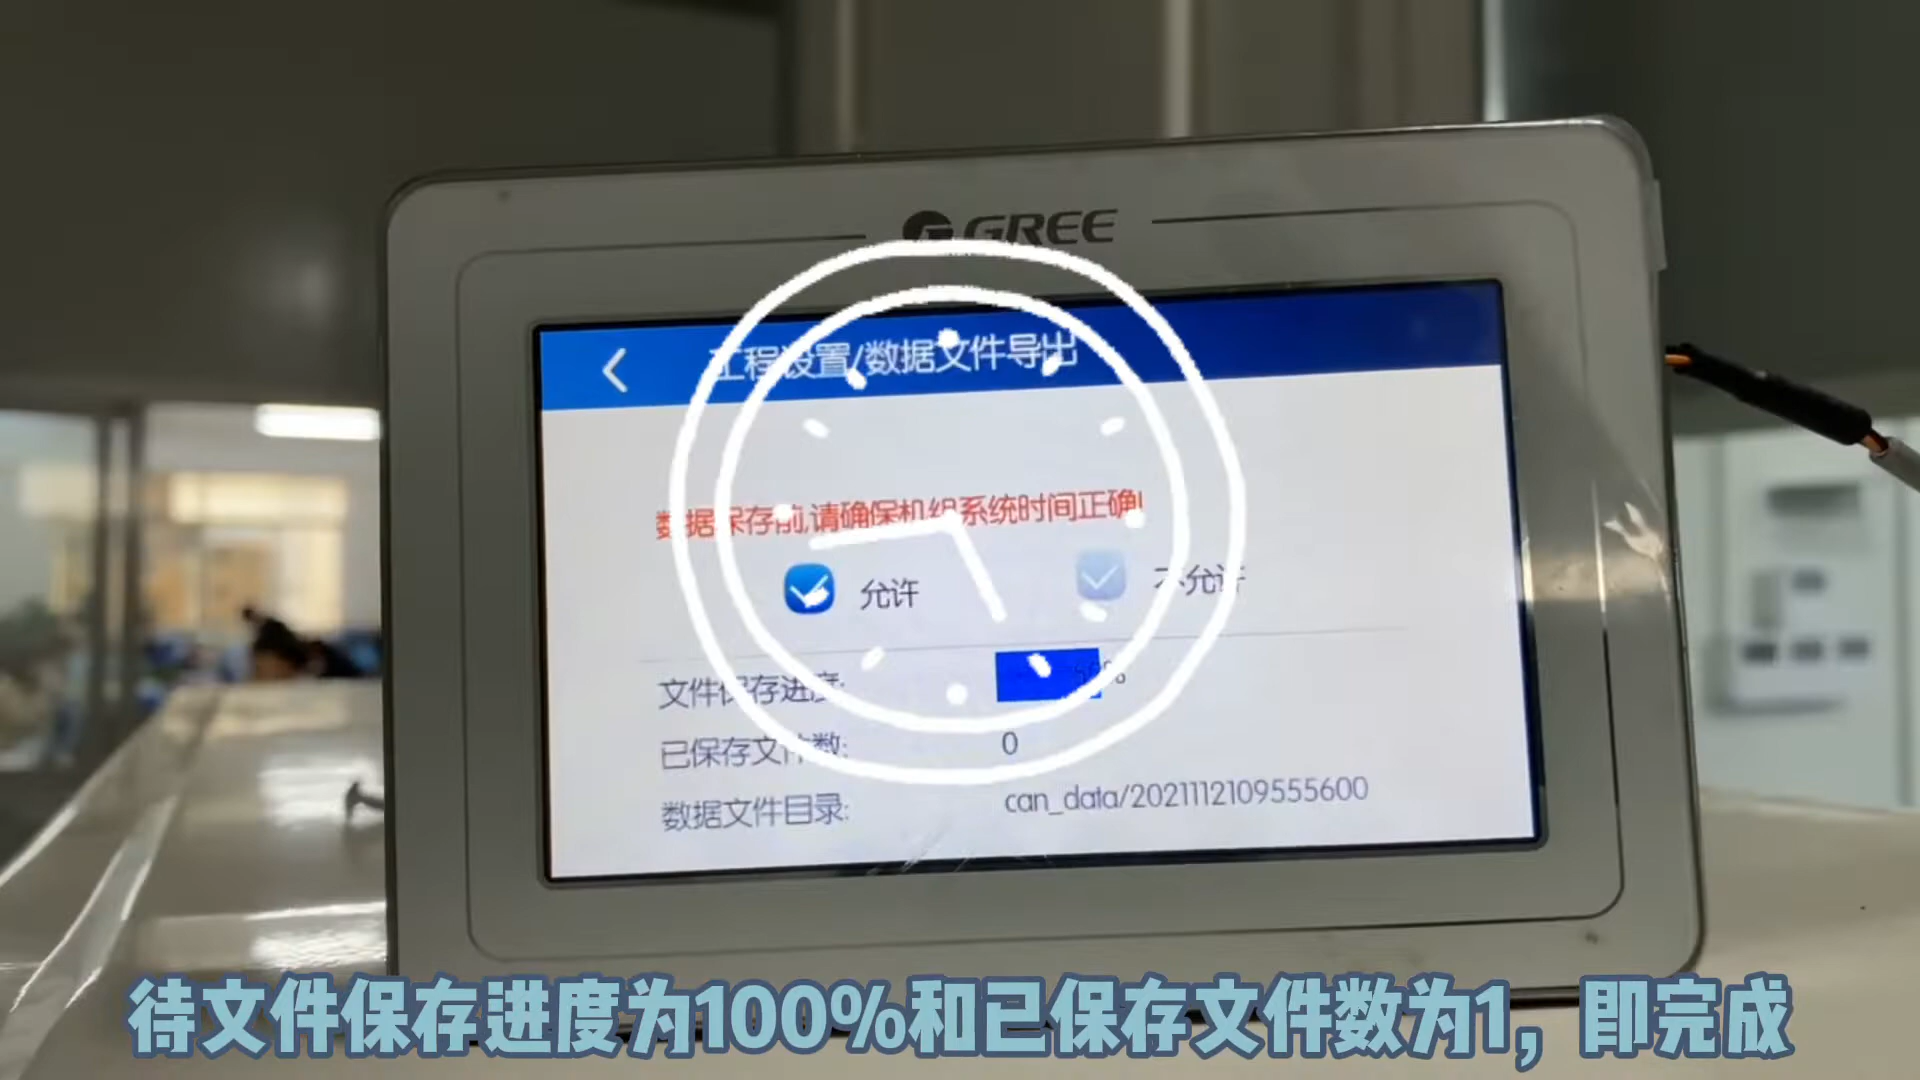 GREE
工程设置/数据文件导出
数据保存前,请确保机组系统时间正确!
允许 不允许
文件保存进度: %
已保存文件数: 0
数据文件目录: can_data/2021112109555600
待文件保存进度为100%和已保存文件数为1，即完成